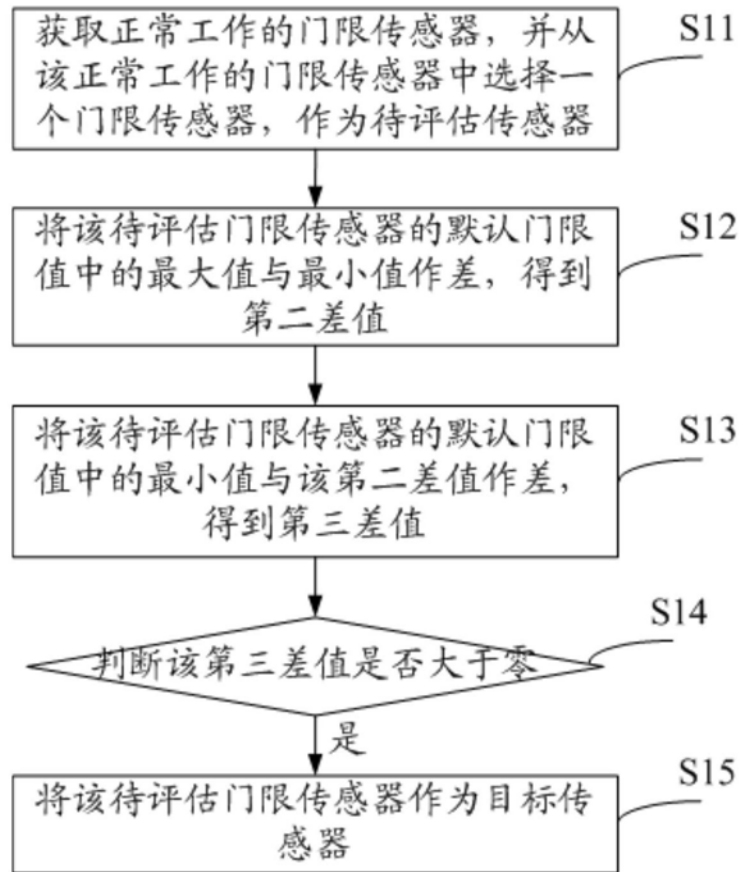 获取正常工作的门限传感器，并从
该正常工作的门限传感器中选择一
个门限传感器，作为待评估传感器
S11
将该待评估门限传感器的默认门限
值中的最大值与最小值作差，得到
第二差值
S12
将该待评估门限传感器的默认门限
值中的最小值与该第二差值作差，
得到第三差值
S13
判断该第三差值是否大于零
S14
是
将该待评估门限传感器作为目标传
感器
S15